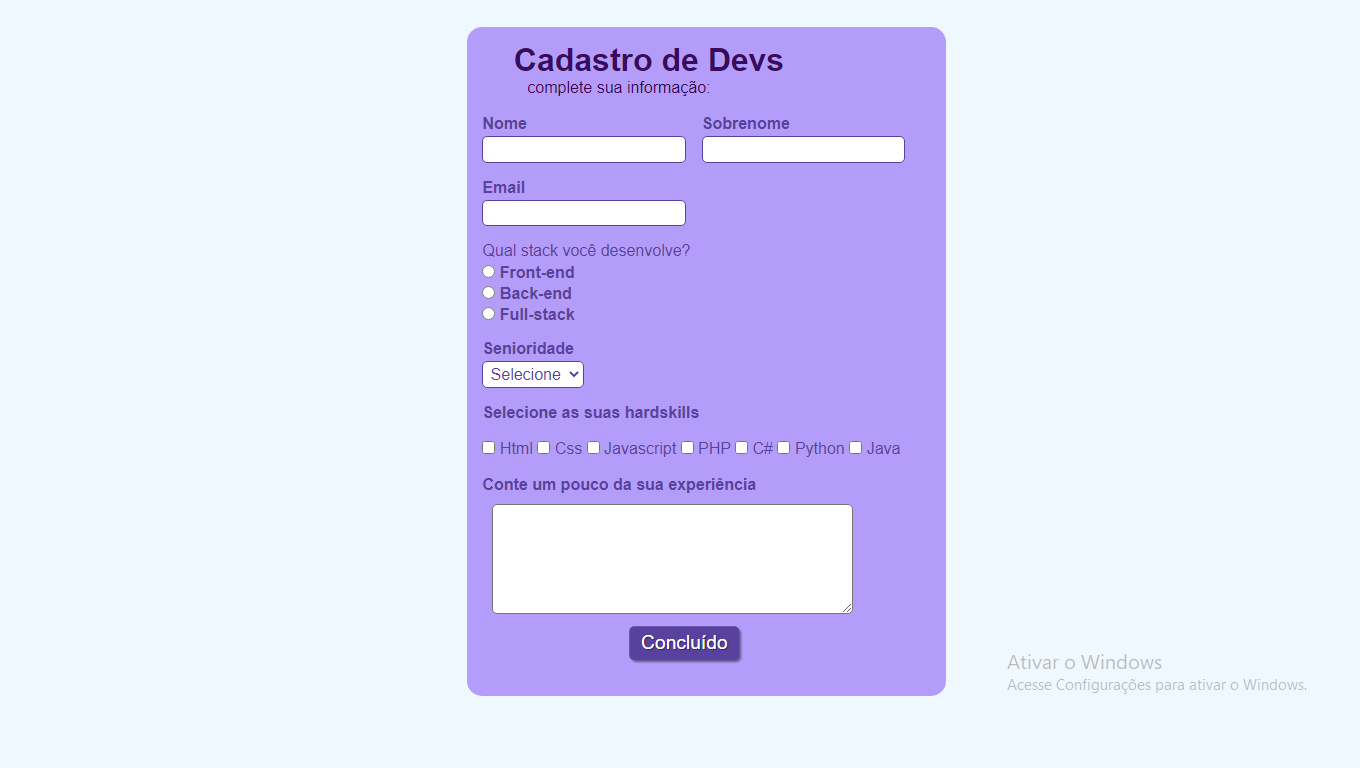 Cadastro de Devs
complete sua informação:
Nome Sobrenome
Email
Qual stack você desenvolve?
Front-end
Back-end
Full-stack
Senioridade
Selecione
Selecione as suas hardskills
Html Css Javascript PHP C# Python Java
Conte um pouco da sua experiência
Concluído
Ativar o Windows
Acesse Configurações para ativar o Windows.